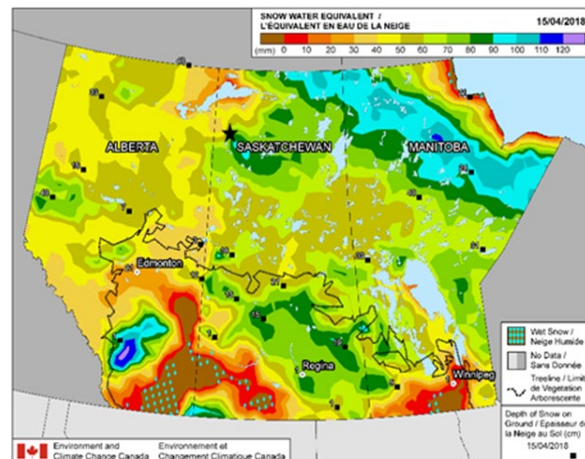 SNOW WATER EQUIVALENT /
L'ÉQUIVALENT EN EAU DE LA NEIGE
15/04/2018
(mm) 0 10 20 30 40 50 60 70 80 90 100 110 120
ALBERTA
SASKATCHEWAN
MANITOBA
Edmonton
Regina
Winnipeg
Wet Snow /
Neige Humide
No Data /
Sans Donnée
Treeline / Limit
de Vegetation
Arborescente
Depth of Snow on
Ground / Epaisseur de
la Neige au Sol (cm)
15/04/2018
Environment and
Climate Change Canada
Environnement et
Changement Climatique Canada